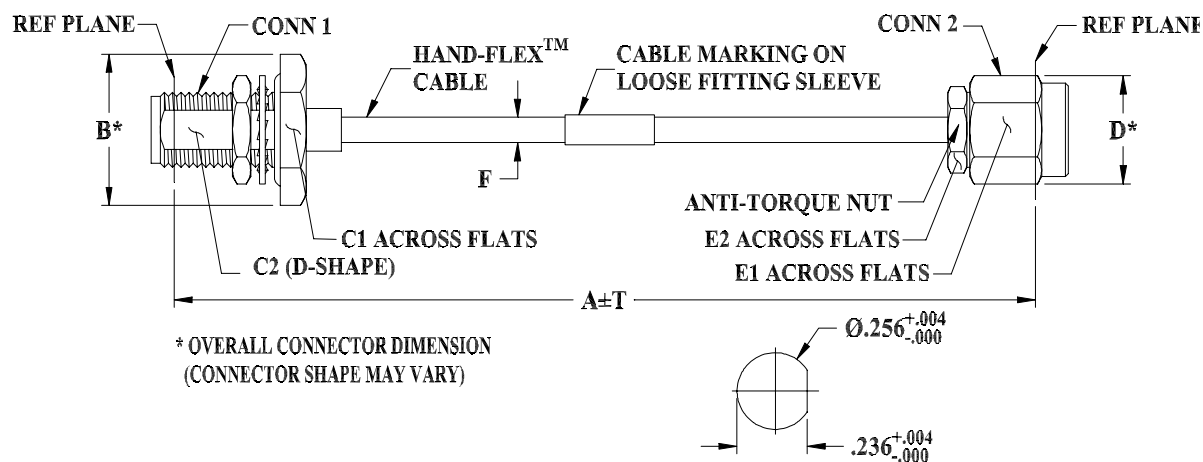 REF PLANE
CONN 1
HAND-FLEX™
CABLE
CABLE MARKING ON
LOOSE FITTING SLEEVE
CONN 2
REF PLANE
B*
D*
F
ANTI-TORQUE NUT
C1 ACROSS FLATS
E2 ACROSS FLATS
C2 (D-SHAPE)
E1 ACROSS FLATS
A±T
* OVERALL CONNECTOR DIMENSION
(CONNECTOR SHAPE MAY VARY)
Ø.256 +.004 -.000
.236 +.004 -.000